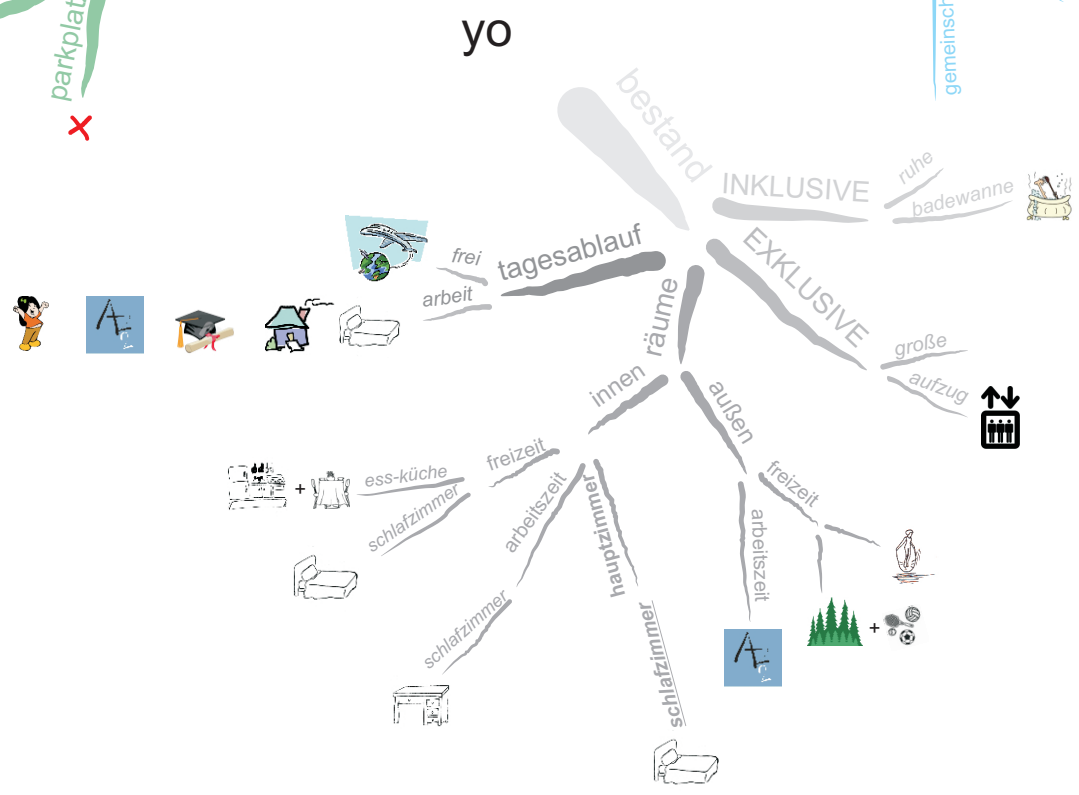 parkplat
yo
gemeinsch
bestand
INKLUSIVE
ruhe
badewanne
EXKLUSIVE
große
aufzug
tagesablauf
frei
arbeit
räume
innen
außen
freizeit
ess-küche
+
schlafzimmer
arbeitszeit
schlafzimmer
hauptzimmer
schlafzimmer
freizeit
arbeitszeit
+